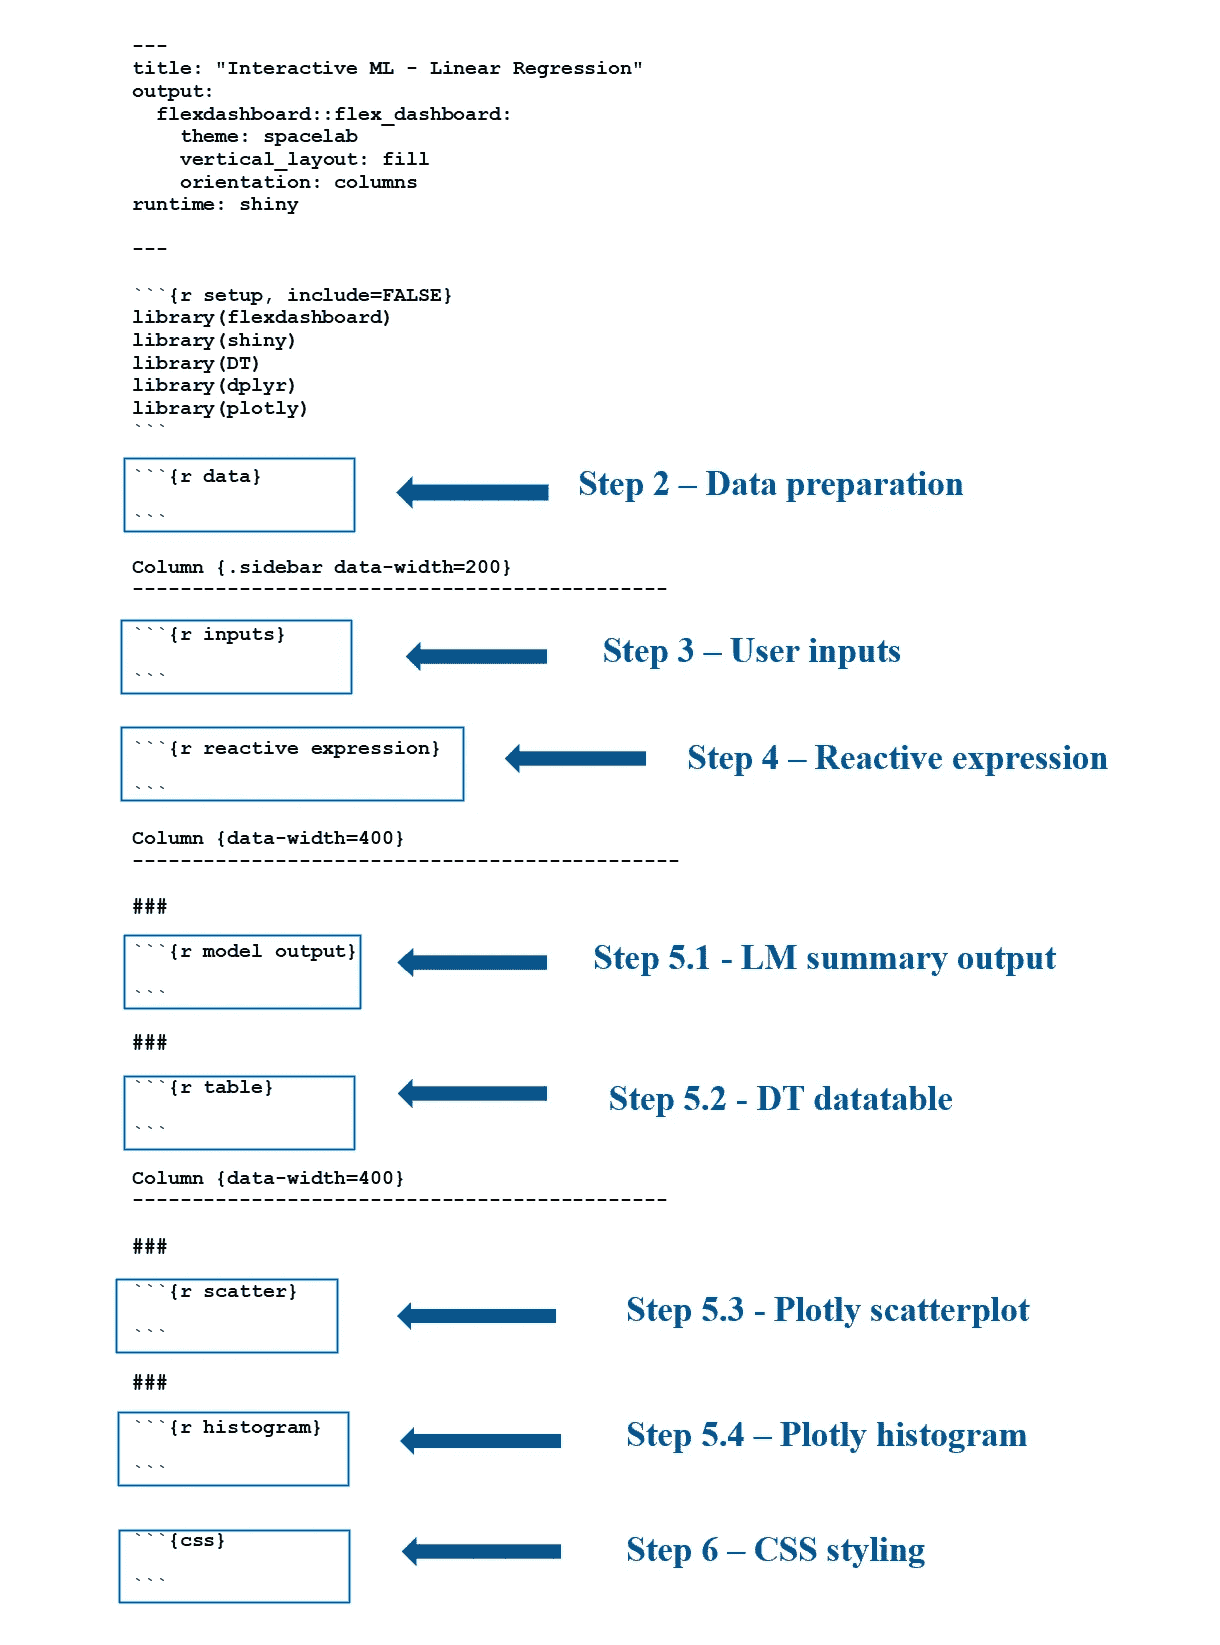 ---
title: "Interactive ML - Linear Regression"
output:
  flexdashboard::flex_dashboard:
    theme: spacelab
    vertical_layout: fill
    orientation: columns
runtime: shiny
---
```{r setup, include=FALSE}
library(flexdashboard)
library(shiny)
library(DT)
library(dplyr)
library(plotly)
```
```{r data}
Step 2 – Data preparation
```
Column {.sidebar data-width=200}
---------------------------------------------
```{r inputs}
Step 3 – User inputs
```
```{r reactive expression}
Step 4 – Reactive expression
```
Column {data-width=400}
----------------------------------------------
###
```{r model output}
Step 5.1 - LM summary output
```
###
```{r table}
Step 5.2 - DT datatable
```
Column {data-width=400}
---------------------------------------------
###
```{r scatter}
Step 5.3 - Plotly scatterplot
```
###
```{r histogram}
Step 5.4 – Plotly histogram
```
```{css}
Step 6 – CSS styling
```